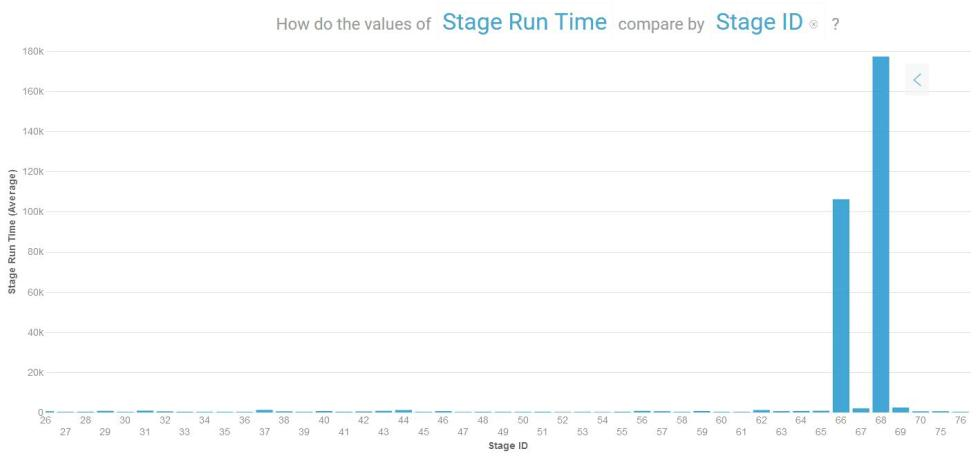 How do the values of Stage Run Time compare by Stage ID ?
180k
160k
140k
120k
100k
80k
60k
40k
20k
0
Stage Run Time (Average)
26 28 30 32 34 36 38 40 42 44 46 48 50 52 54 56 58 60 62 64 66 68 70 76
27 29 31 33 35 37 39 41 43 45 47 49 51 53 55 57 59 61 63 65 67 69 75
Stage ID